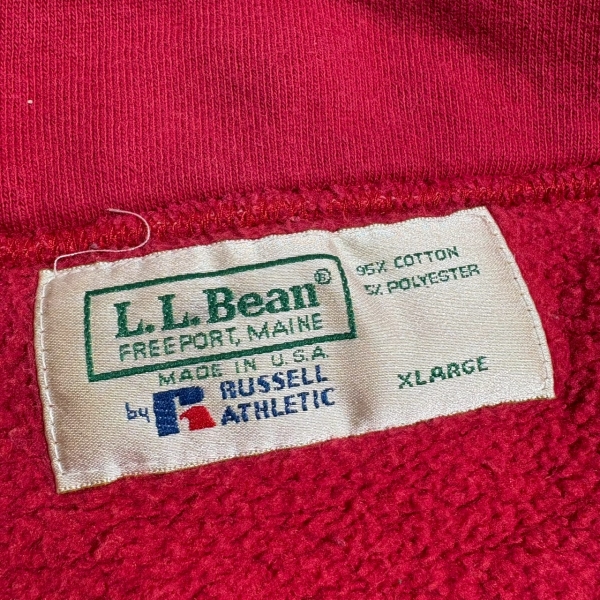 L.L.Bean®
FREEPORT, MAINE
MADE IN U.S.A.
by RUSSELL
ATHLETIC
95% COTTON
5% POLYESTER
XLARGE